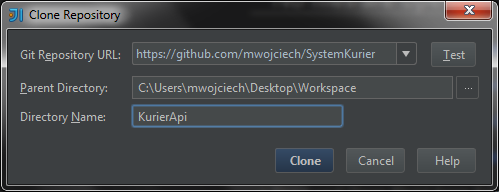 Clone Repository
Git Repository URL: https://github.com/mwojciech/SystemKurier Test
Parent Directory: C:\Users\mwojciech\Desktop\Workspace ...
Directory Name: KurierApi
Clone Cancel Help